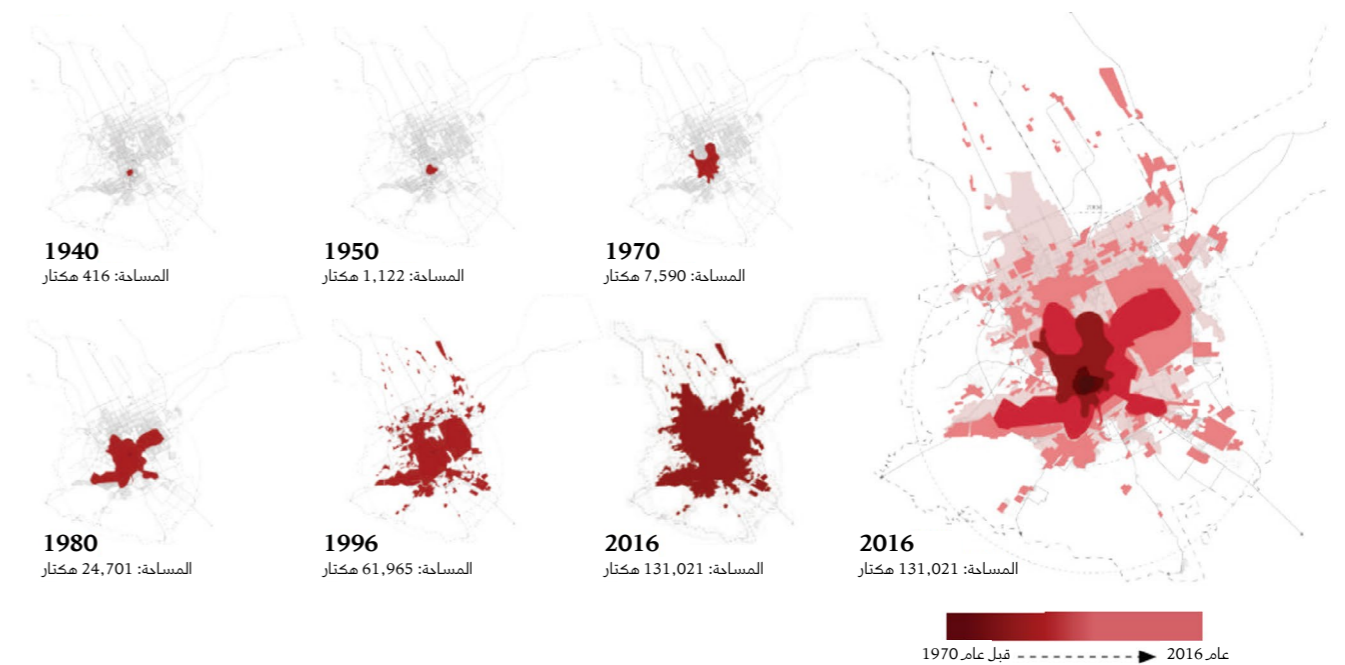 1940
المساحة: 416 هكتار
1950
المساحة: 1,122 هكتار
1970
المساحة: 7,590 هكتار
1980
المساحة: 24,701 هكتار
1996
المساحة: 61,965 هكتار
2016
المساحة: 131,021 هكتار
2016
المساحة: 131,021 هكتار
قبل عام 1970
عام 2016